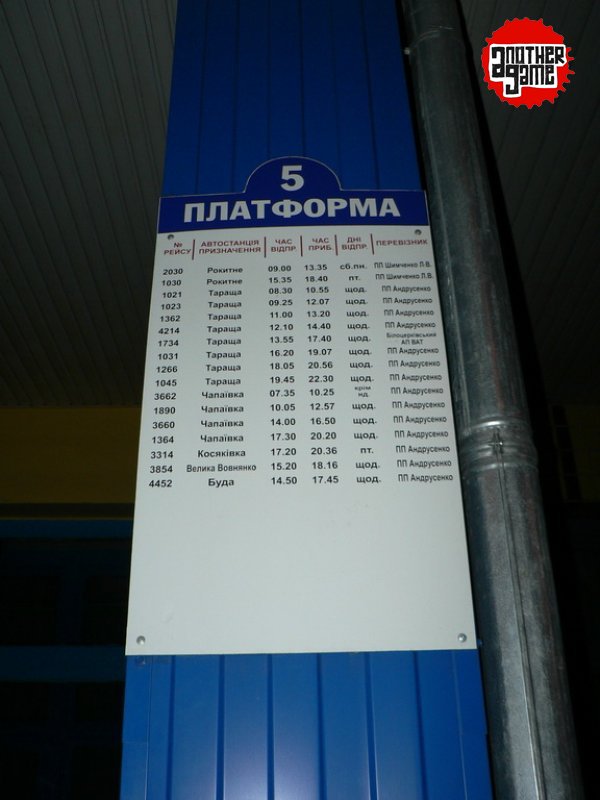 anOTHER
game
5
ПЛАТФОРМА
№ РЕЙСУ АВТОСТАНЦІЯ ПРИЗНАЧЕННЯ ЧАС ВІДПР. ЧАС ПРИБ. ДНІ ВІДПР. ПЕРЕВІЗНИК
2030 Рокитне 09.00 13.35 сб.пн. ПП Шимченко Л.В.
1030 Рокитне 15.35 18.40 пт. ПП Шимченко Л.В.
1021 Тараща 08.30 10.55 щод. ПП Андрусенко
1023 Тараща 09.25 12.07 щод. ПП Андрусенко
1362 Тараща 11.00 13.20 щод. ПП Андрусенко
4214 Тараща 12.10 14.40 щод. ПП Андрусенко
1734 Тараща 13.55 17.40 щод. Білоцерківський АП ВАТ
1031 Тараща 16.20 19.07 щод. ПП Андрусенко
1266 Тараща 18.05 20.56 щод. ПП Андрусенко
1045 Тараща 19.45 22.30 щод. ПП Андрусенко
3662 Чапаївка 07.35 10.25 крім нд. ПП Андрусенко
1890 Чапаївка 10.05 12.57 щод. ПП Андрусенко
3660 Чапаївка 14.00 16.50 щод. ПП Андрусенко
1364 Чапаївка 17.30 20.20 щод. ПП Андрусенко
3314 Косяківка 17.20 20.36 пт. ПП Андрусенко
3854 Велика Вовнянко 15.20 18.16 щод. ПП Андрусенко
4452 Буда 14.50 17.45 щод. ПП Андрусенко